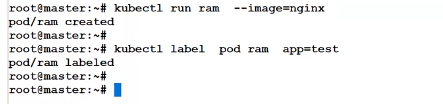 root@master:~# kubectl run ram  --image=nginx
pod/ram created
root@master:~#
root@master:~# kubectl label  pod ram  app=test
pod/ram labeled
root@master:~#
root@master:~#